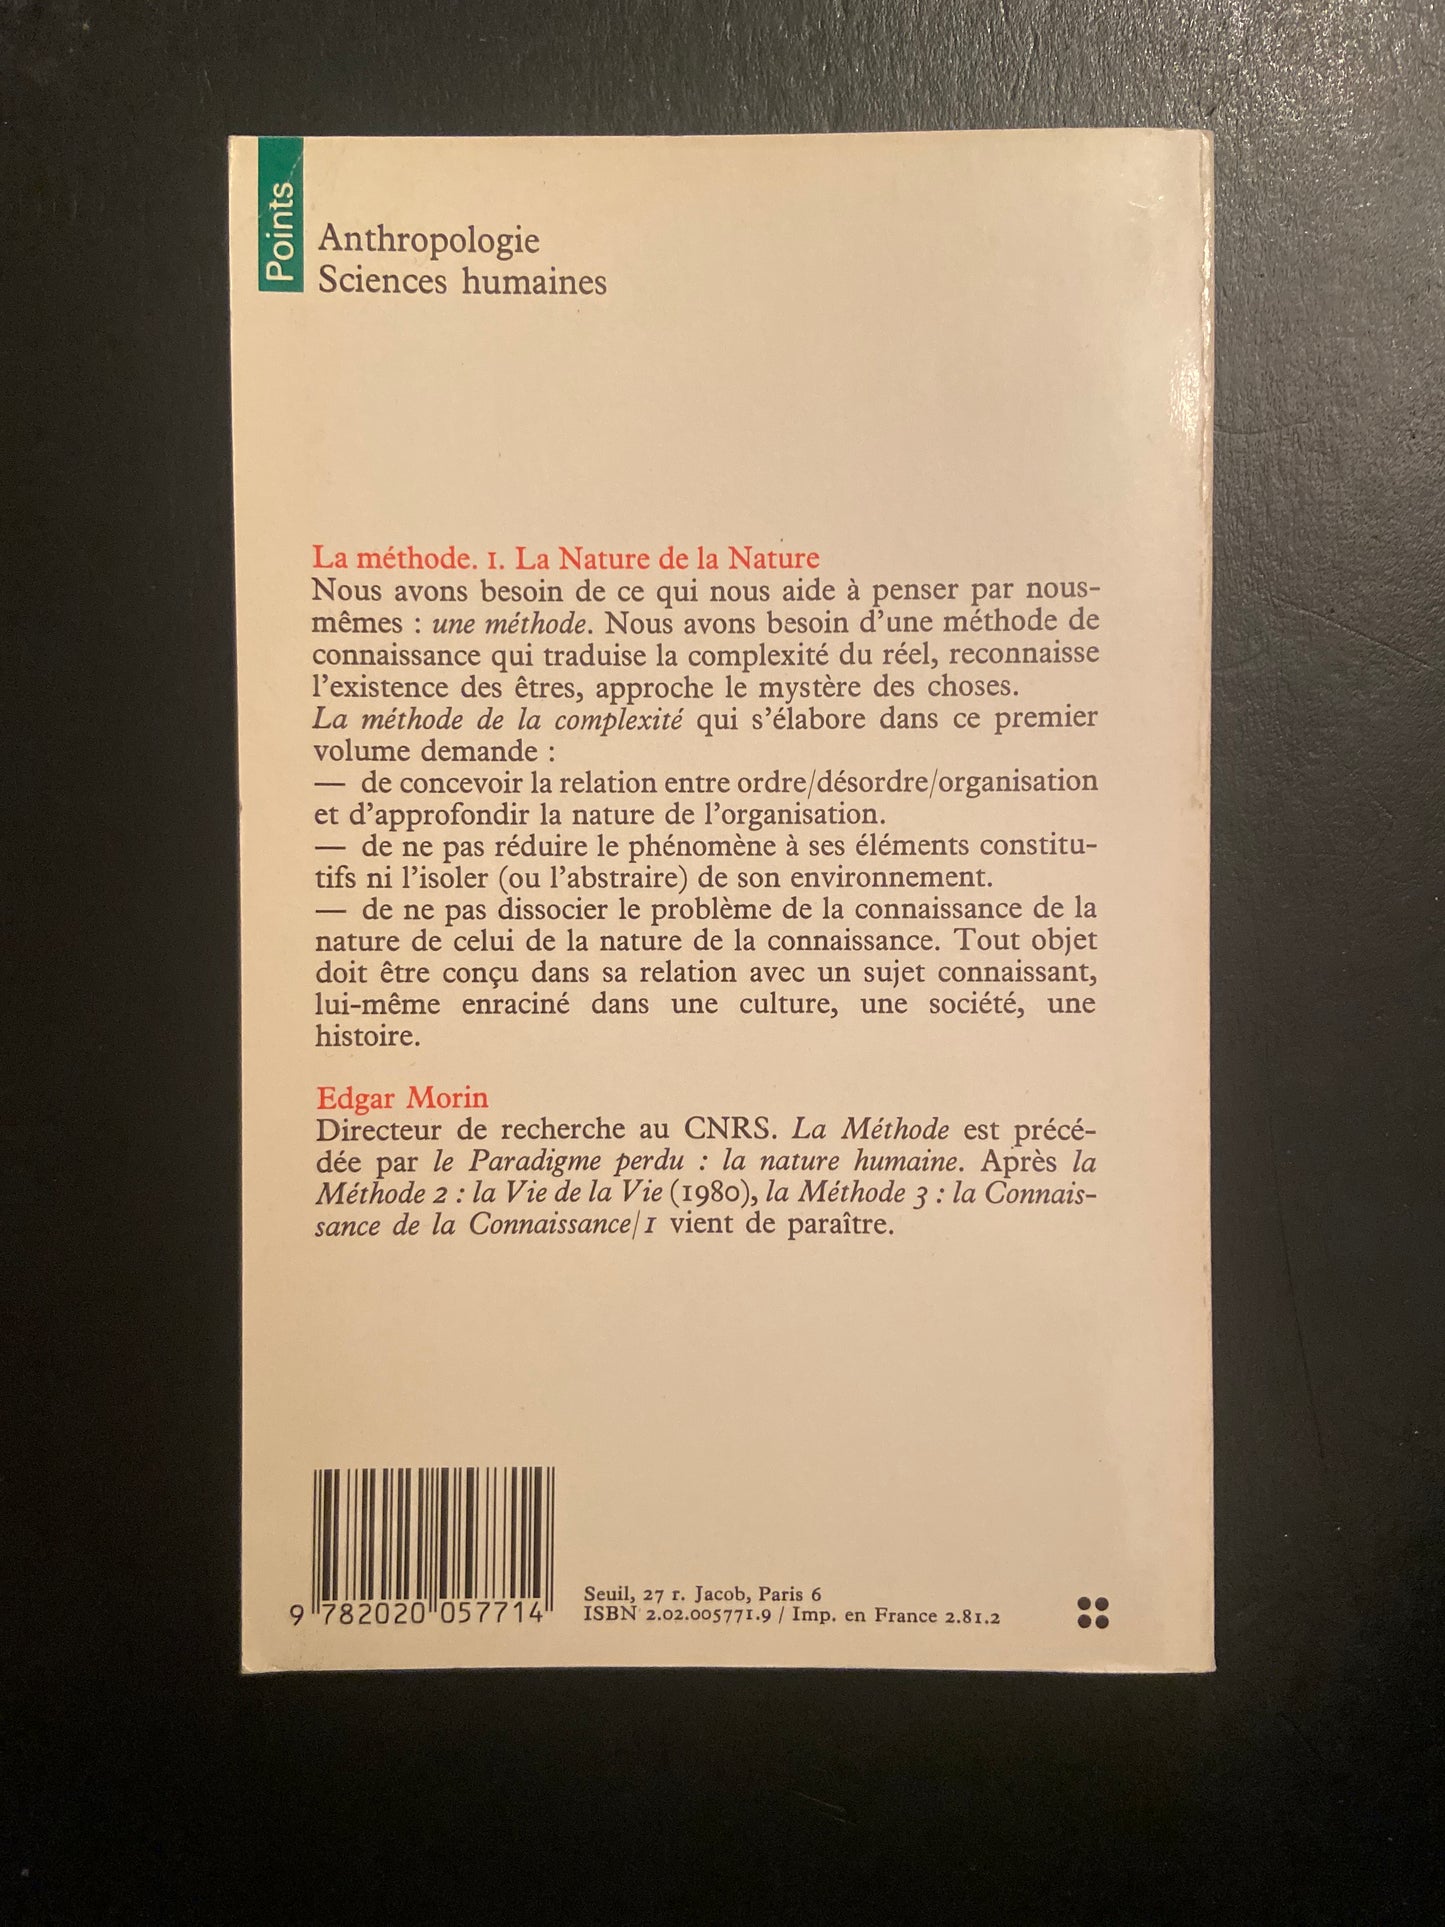 Points
Anthropologie
Sciences humaines
La méthode. 1. La Nature de la Nature
Nous avons besoin de ce qui nous aide à penser par nous-
mêmes : une méthode. Nous avons besoin d'une méthode de
connaissance qui traduise la complexité du réel, reconnaisse
l'existence des êtres, approche le mystère des choses.
La méthode de la complexité qui s'élabore dans ce premier
volume demande :
— de concevoir la relation entre ordre/désordre/organisation
et d'approfondir la nature de l'organisation.
— de ne pas réduire le phénomène à ses éléments constitu-
tifs ni l'isoler (ou l'abstraire) de son environnement.
— de ne pas dissocier le problème de la connaissance de la
nature de celui de la nature de la connaissance. Tout objet
doit être conçu dans sa relation avec un sujet connaissant,
lui-même enraciné dans une culture, une société, une
histoire.
Edgar Morin
Directeur de recherche au CNRS. La Méthode est précé-
dée par le Paradigme perdu : la nature humaine. Après la
Méthode 2 : la Vie de la Vie (1980), la Méthode 3 : la Connais-
sance de la Connaissance/1 vient de paraître.
9 782020 057714
Seuil, 27 r. Jacob, Paris 6
ISBN 2.02.005771.9 / Imp. en France 2.81.2